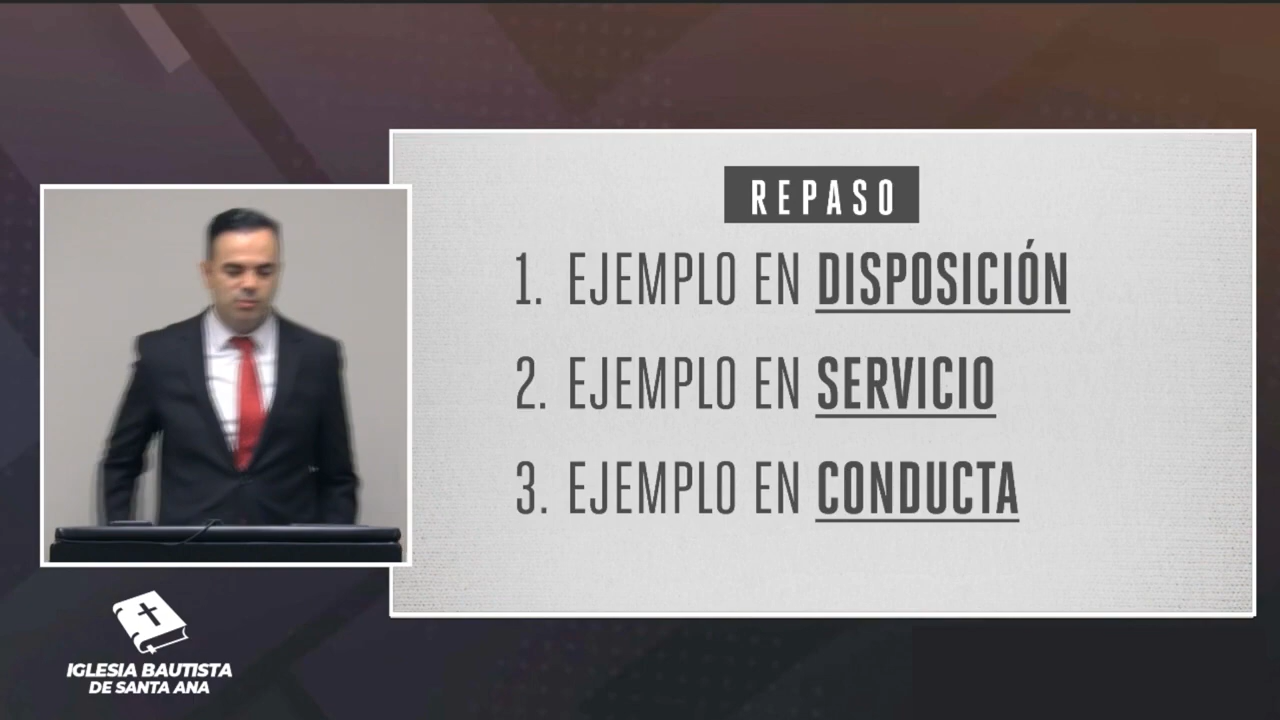 REPASO
1. EJEMPLO EN DISPOSICIÓN
2. EJEMPLO EN SERVICIO
3. EJEMPLO EN CONDUCTA
IGLESIA BAUTISTA
DE SANTA ANA